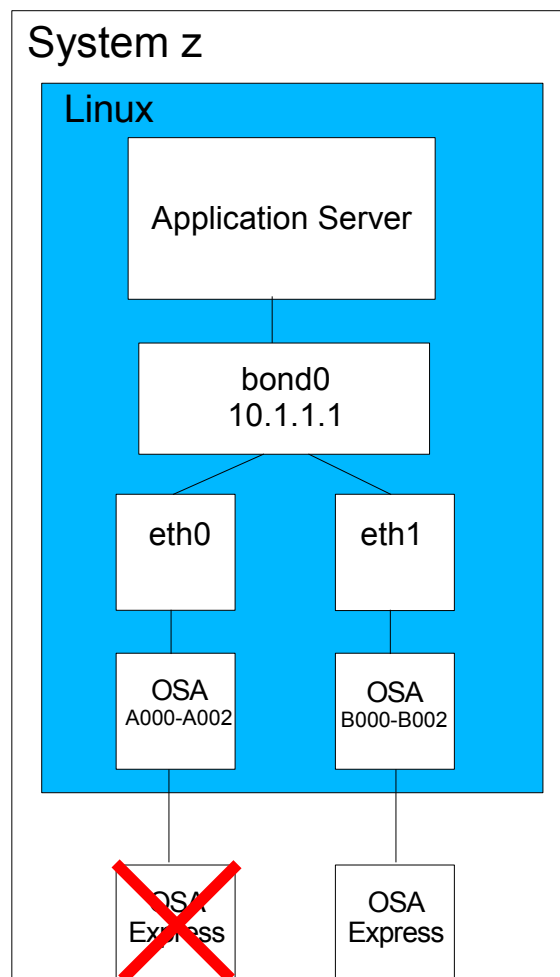 System z
Linux
Application Server
bond0
10.1.1.1
eth0
eth1
OSA
A000-A002
OSA
B000-B002
OSA
Express
OSA
Express